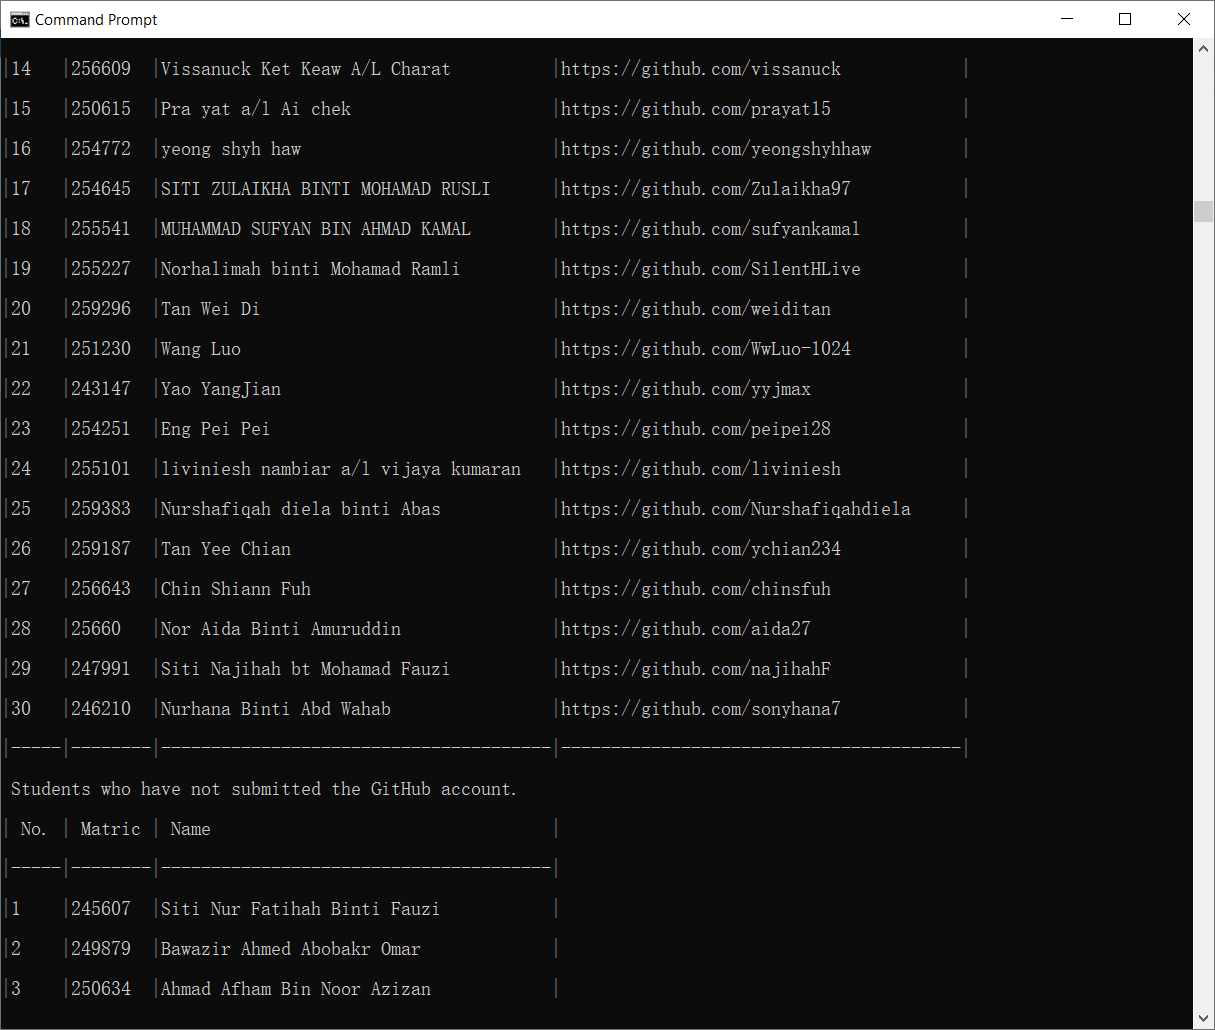 Command Prompt
|14 |256609 |Vissanuck Ket Keaw A/L Charat |https://github.com/vissanuck |
|15 |250615 |Pra yat a/l Ai chek |https://github.com/prayat15 |
|16 |254772 |yeong shyh haw |https://github.com/yeongshyhhaw |
|17 |254645 |SITI ZULAIKHA BINTI MOHAMAD RUSLI |https://github.com/Zulaikha97 |
|18 |255541 |MUHAMMAD SUFYAN BIN AHMAD KAMAL |https://github.com/sufyankamal |
|19 |255227 |Norhalimah binti Mohamad Ramli |https://github.com/SilentHLive |
|20 |259296 |Tan Wei Di |https://github.com/weiditan |
|21 |251230 |Wang Luo |https://github.com/WwLuo-1024 |
|22 |243147 |Yao YangJian |https://github.com/yyjmax |
|23 |254251 |Eng Pei Pei |https://github.com/peipei28 |
|24 |255101 |liviniesh nambiar a/l vijaya kumaran |https://github.com/liviniesh |
|25 |259383 |Nurshafiqah diela binti Abas |https://github.com/Nurshafiqahdiela |
|26 |259187 |Tan Yee Chian |https://github.com/ychian234 |
|27 |256643 |Chin Shiann Fuh |https://github.com/chinsfuh |
|28 |25660 |Nor Aida Binti Amuruddin |https://github.com/aida27 |
|29 |247991 |Siti Najihah bt Mohamad Fauzi |https://github.com/najihahF |
|30 |246210 |Nurhana Binti Abd Wahab |https://github.com/sonyhana7 |
|-----|--------|---------------------------------------|----------------------------------------|
Students who have not submitted the GitHub account.
| No. | Matric | Name |
|-----|--------|---------------------------------------|
|1 |245607 |Siti Nur Fatihah Binti Fauzi |
|2 |249879 |Bawazir Ahmed Abobakr Omar |
|3 |250634 |Ahmad Afham Bin Noor Azizan |